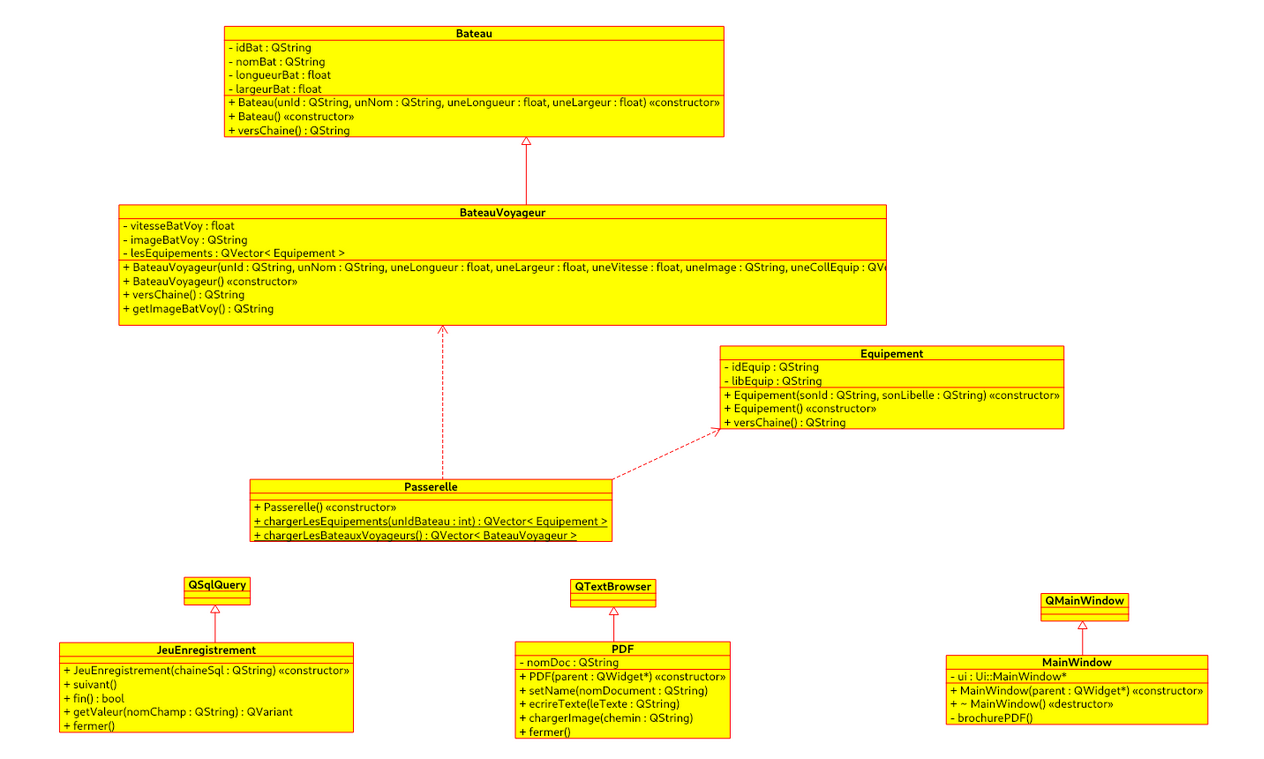 Bateau
- idBat : QString
- nomBat : QString
- longueurBat : float
- largeurBat : float
+ Bateau(unId : QString, unNom : QString, uneLongueur : float, uneLargeur : float) «constructor»
+ Bateau() «constructor»
+ versChaine() : QString
BateauVoyageur
- vitesseBatVoy : float
- imageBatVoy : QString
- lesEquipements : QVector< Equipement >
+ BateauVoyageur(unId : QString, unNom : QString, uneLongueur : float, uneLargeur : float, uneVitesse : float, uneImage : QString, uneCollEquip : QVe
+ BateauVoyageur() «constructor»
+ versChaine() : QString
+ getImageBatVoy() : QString
Equipement
- idEquip : QString
- libEquip : QString
+ Equipement(sonId : QString, sonLibelle : QString) «constructor»
+ Equipement() «constructor»
+ versChaine() : QString
Passerelle
+ Passerelle() «constructor»
+ chargerLesEquipements(unIdBateau : int) : QVector< Equipement >
+ chargerLesBateauxVoyageurs() : QVector< BateauVoyageur >
QSqlQuery
JeuEnregistrement
+ JeuEnregistrement(chaineSql : QString) «constructor»
+ suivant()
+ fin() : bool
+ getValeur(nomChamp : QString) : QVariant
+ fermer()
QTextBrowser
PDF
- nomDoc : QString
+ PDF(parent : QWidget*) «constructor»
+ setName(nomDocument : QString)
+ ecrireTexte(leTexte : QString)
+ chargerImage(chemin : QString)
+ fermer()
QMainWindow
MainWindow
- ui : Ui::MainWindow*
+ MainWindow(parent : QWidget*) «constructor»
+ ~ MainWindow() «destructor»
- brochurePDF()